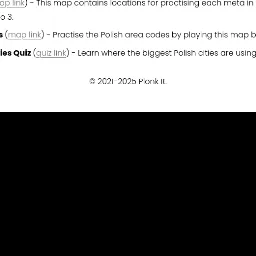 ap link) - This map contains locations for practising each meta in
o 3.
s (map link) - Practise the Polish area codes by playing this map b
ies Quiz (quiz link) - Learn where the biggest Polish cities are using
© 2021-2025 Plonk It.